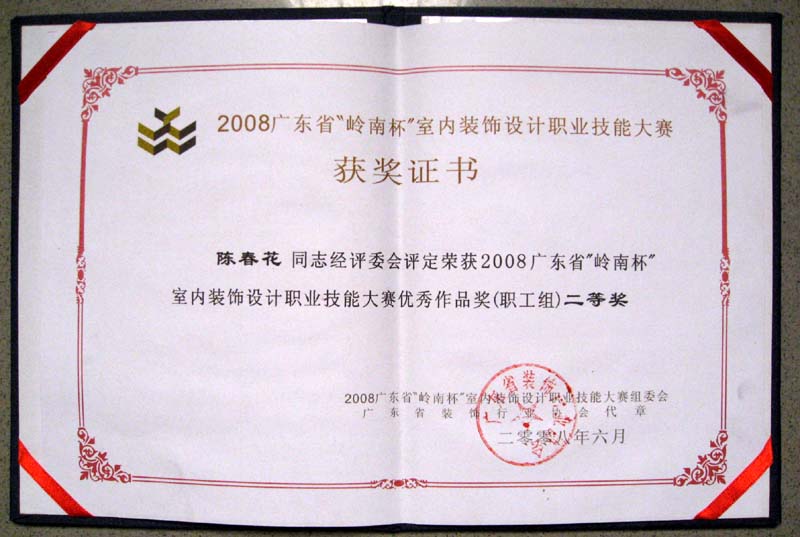 2008广东省“岭南杯”室内装饰设计职业技能大赛
获奖证书
陈春花 同志经评委会评定荣获2008广东省“岭南杯”
室内装饰设计职业技能大赛优秀作品奖(职工组)二等奖
2008广东省“岭南杯”室内装饰设计职业技能大赛组委会
广东省装饰行业协会代章
二零零八年六月